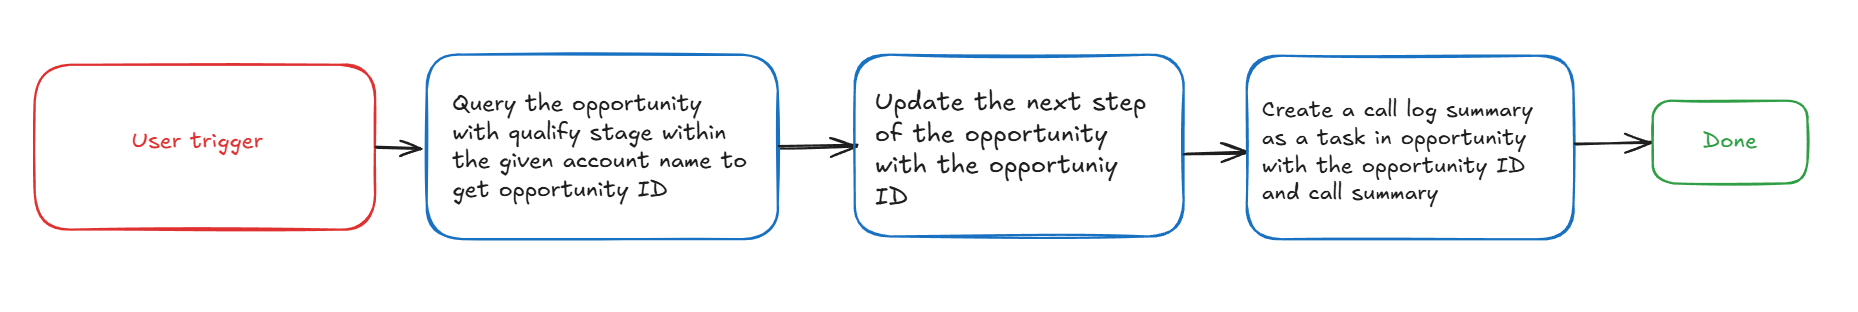 User trigger
Query the opportunity
with qualify stage within
the given account name to
get opportunity ID
Update the next step
of the opportunity
with the opportuniy
ID
Create a call log summary
as a task in opportunity
with the opportunity ID
and call summary
Done